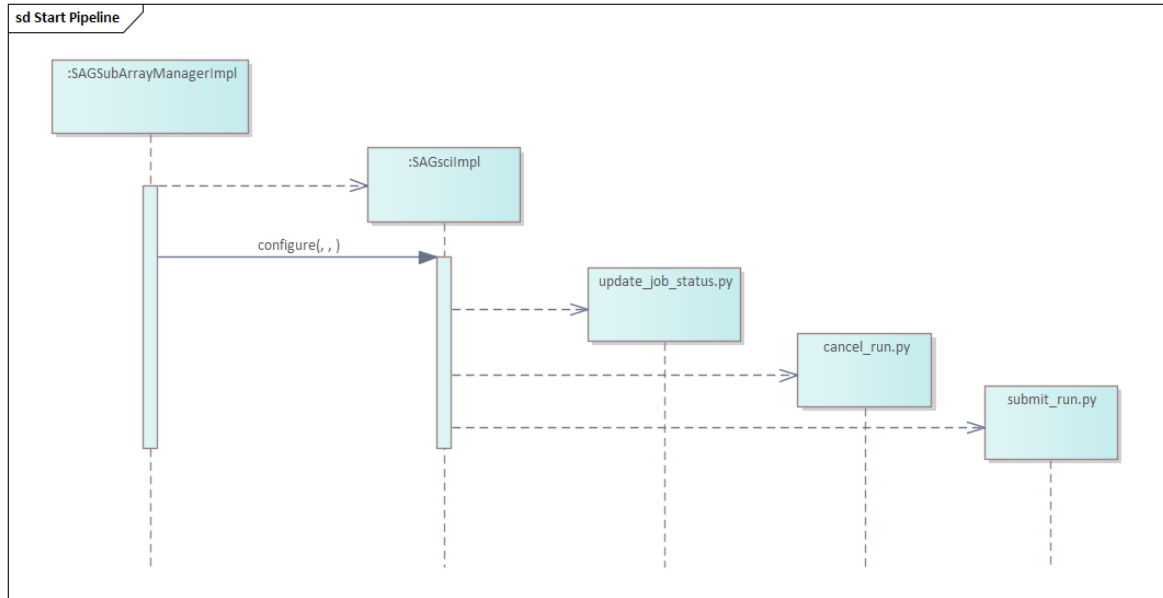 sd Start Pipeline
:SAGSubArrayManagerImpl
:SAGsciImpl
configure(, , )
update_job_status.py
cancel_run.py
submit_run.py